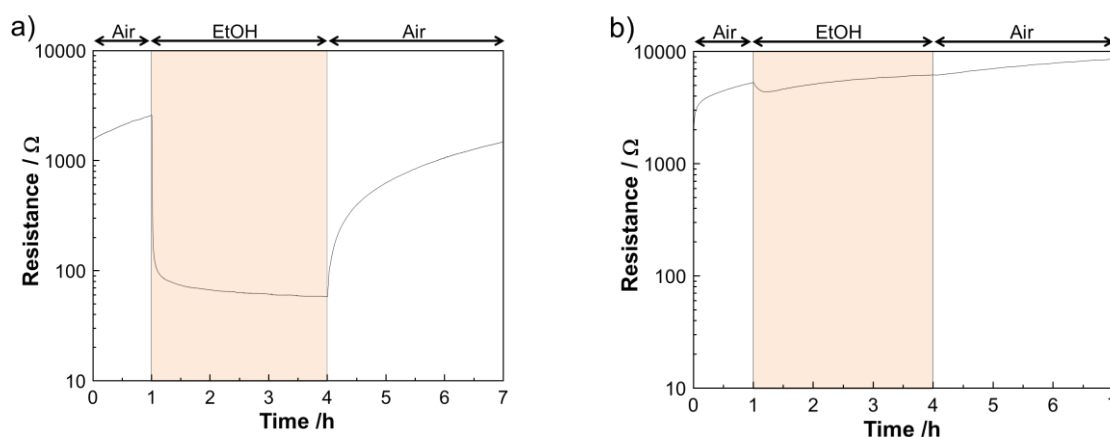 a)
Air EtOH Air
10000
1000
100
10
Resistance / Ω
0 1 2 3 4 5 6 7
Time /h
b)
Air EtOH Air
10000
1000
100
10
Resistance / Ω
0 1 2 3 4 5 6 7
Time /h